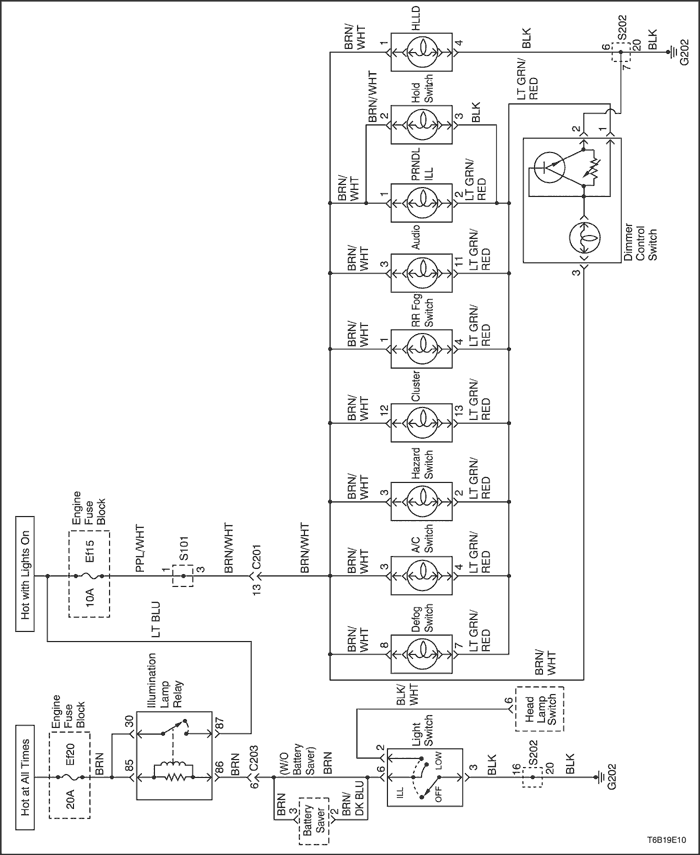 Hot at All Times
Engine
Fuse
Block
Ef20
20A
BRN
85
30
Illumination
Lamp
Relay
86
87
BRN
LT BLU
6
C203
(W/O
Battery
Saver)
BRN
3
Battery
Saver
2
BRN/
DK BLU
BRN
6
2
Light
Switch
ILL
LOW
OFF
3
BLK
16
S202
20
BLK
G202
BLK/
WHT
6
Head
Lamp
Switch
Hot with Lights On
Engine
Fuse
Block
Ef15
10A
PPL/WHT
1
S101
3
BRN/WHT
13
C201
BRN/WHT
BRN/
WHT
8
Defog
Switch
7
LT GRN/
RED
BRN/
WHT
3
A/C
Switch
4
LT GRN/
RED
BRN/
WHT
3
Hazard
Switch
2
LT GRN/
RED
BRN/
WHT
12
Cluster
13
LT GRN/
RED
BRN/
WHT
1
RR Fog
Switch
4
LT GRN/
RED
BRN/
WHT
3
Audio
11
LT GRN/
RED
BRN/
WHT
1
PRNDL
ILL
2
LT GRN/
RED
BRN/WHT
2
Hold
Switch
3
BLK
BRN/
WHT
1
HLLD
4
BLK
6
S202
20
7
BLK
G202
LT GRN/
RED
2
1
3
Dimmer
Control
Switch
BRN/
WHT
T6B19E10